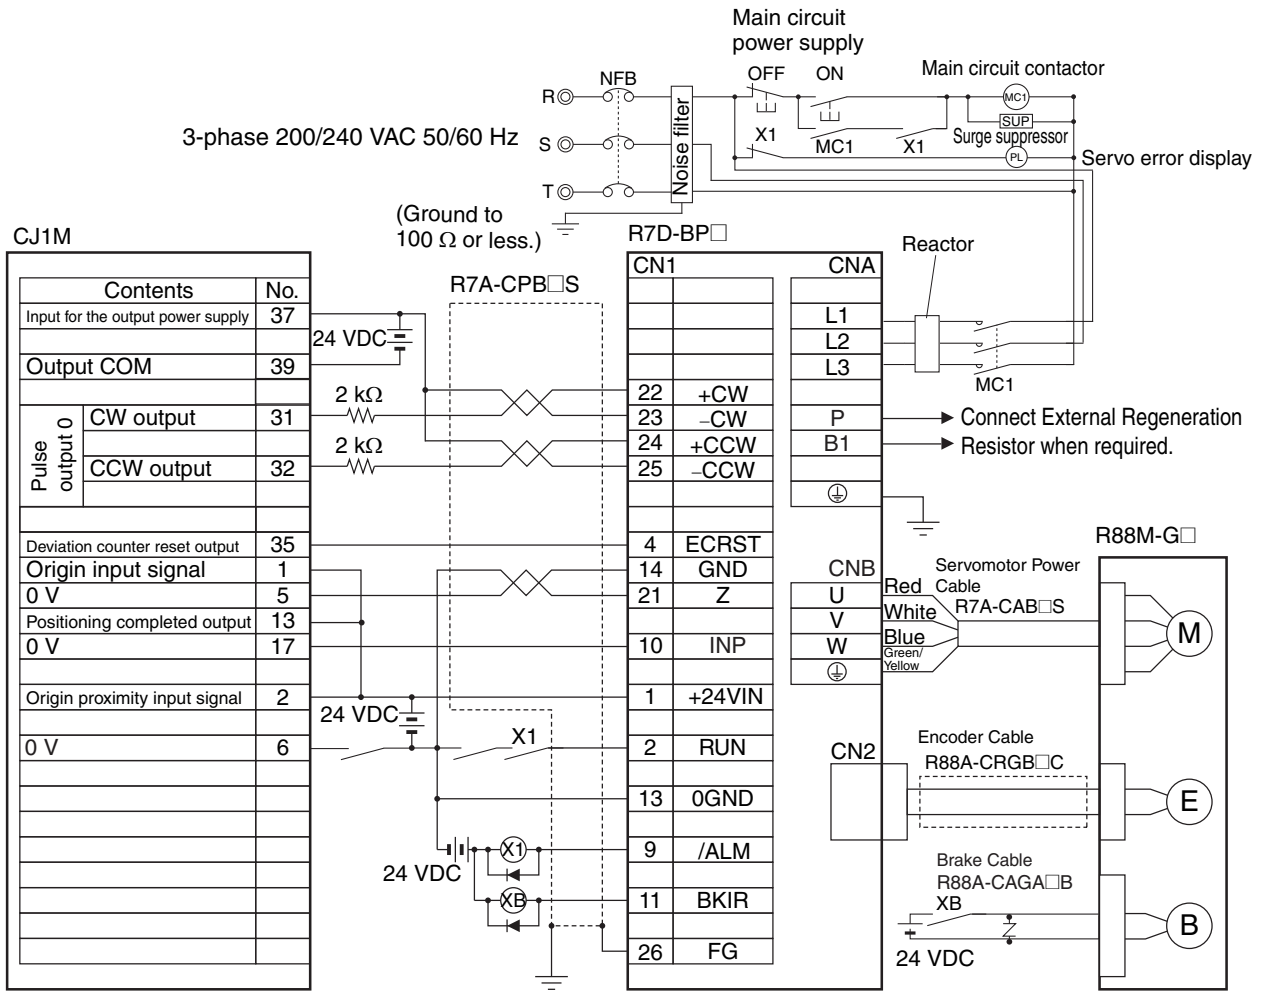 Main circuit
power supply
OFF ON Main circuit contactor
NFB
R MC1
SUP
3-phase 200/240 VAC 50/60 Hz S Noise filter X1 MC1 X1 Surge suppressor
PL Servo error display
T
(Ground to
100 Ω or less.)
CJ1M R7D-BP□
Reactor
CN1 CNA
R7A-CPB□S
Contents No.
Input for the output power supply 37 L1
24 VDC L2
Output COM 39 L3
MC1
2 kΩ 22 +CW
Pulse output 0 CW output 31 23 –CW P Connect External Regeneration
2 kΩ 24 +CCW B1 Resistor when required.
CCW output 32 25 –CCW
R88M-G□
Deviation counter reset output 35 4 ECRST
Origin input signal 1 14 GND CNB Servomotor Power
Cable
0 V 5 21 Z U Red R7A-CAB□S
Positioning completed output 13 V White
0 V 17 10 INP W Blue M
Green/
Yellow
Origin proximity input signal 2 1 +24VIN
24 VDC
0 V 6 X1 2 RUN CN2 Encoder Cable
R88A-CRGB□C
13 0GND E
X1 9 /ALM Brake Cable
24 VDC R88A-CAGA□B
XB 11 BKIR XB
B
26 FG 24 VDC